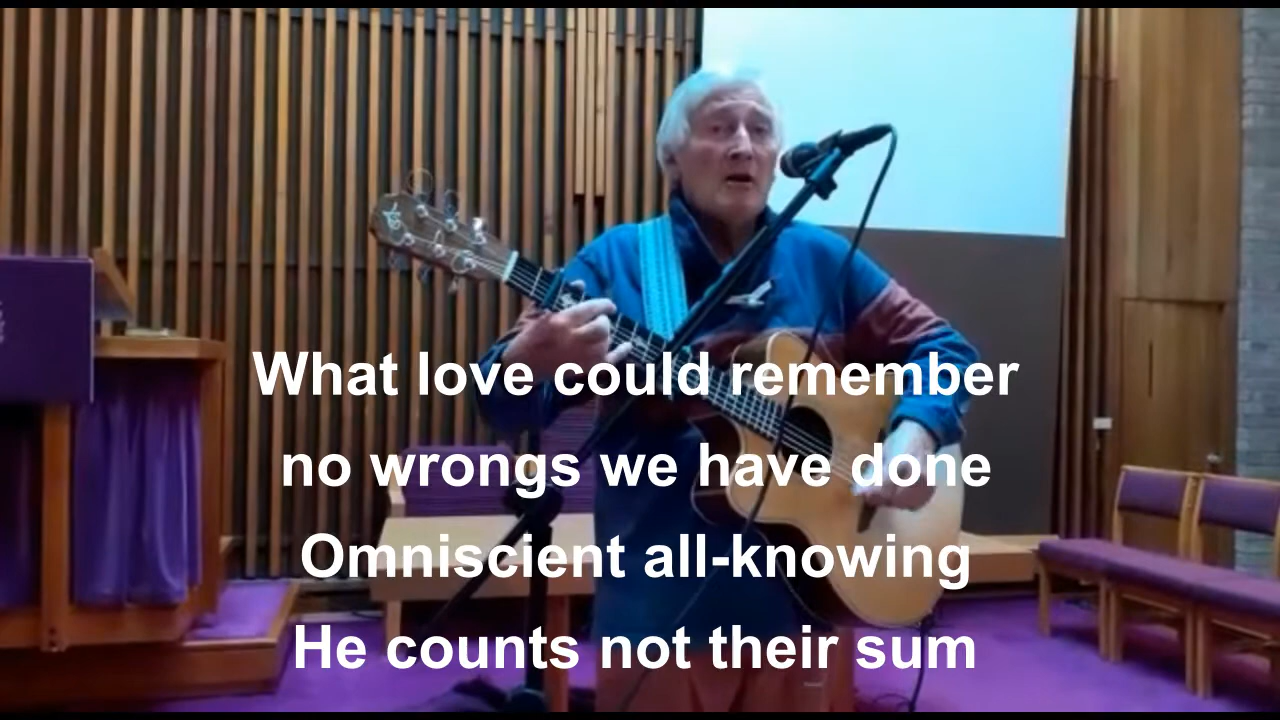 What love could remember
no wrongs we have done
Omniscient all-knowing
He counts not their sum